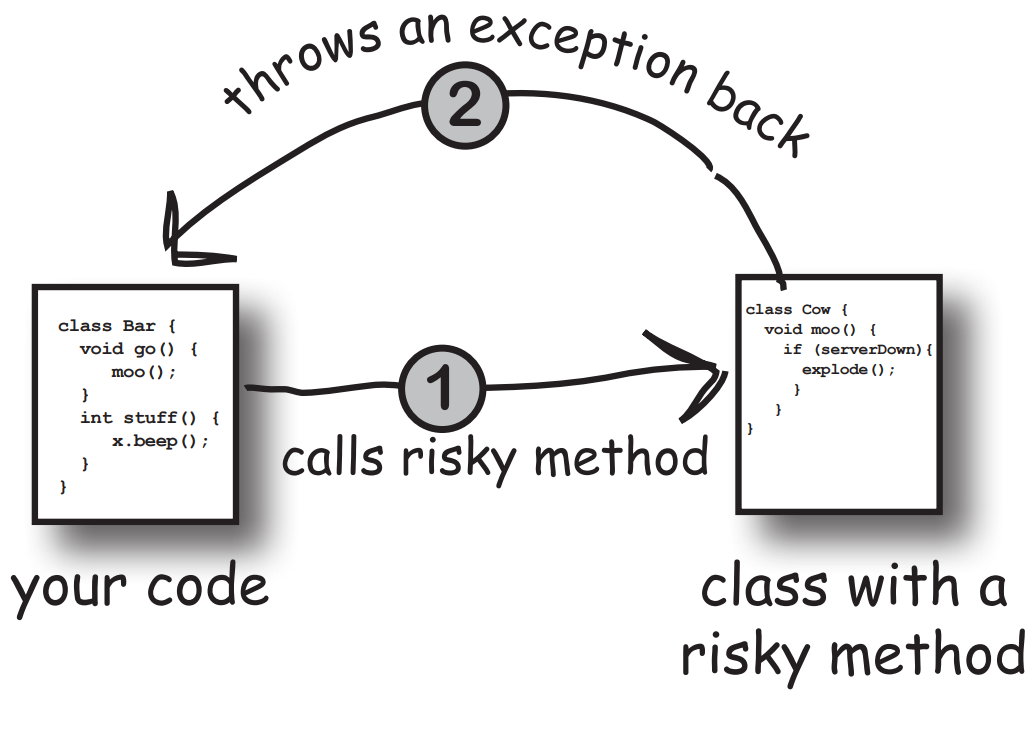 throws an exception back
2
class Bar {
void go() {
moo();
}
int stuff() {
x.beep();
}
}
1
calls risky method
class Cow {
void moo() {
if (serverDown){
explode();
}
}
}
your code
class with a
risky method